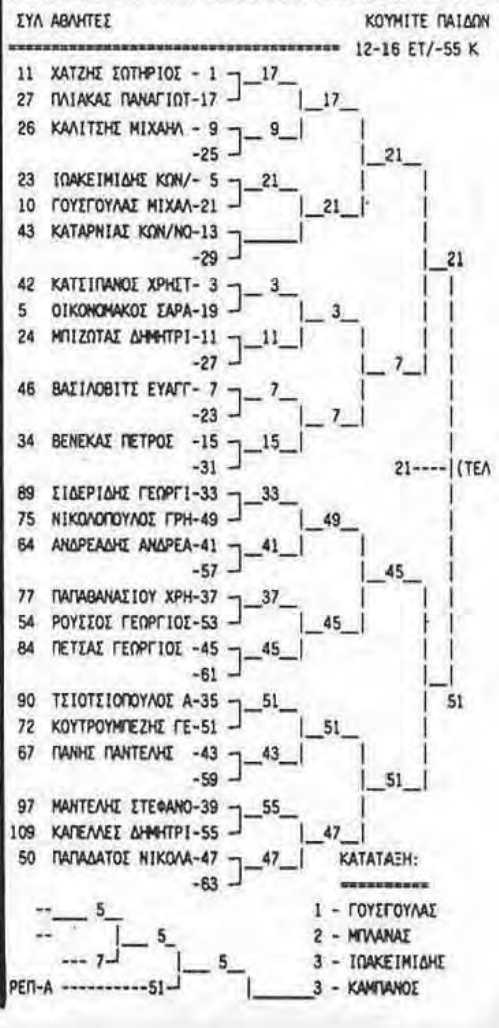 ΣΥΛ ΑΘΛΗΤΕΣ ΚΟΥΜΙΤΕ ΠΑΙΔΩΝ
12-16 ΕΤ/-55 Κ
11 ΧΑΤΖΗΣ ΣΩΤΗΡΙΟΣ - 1 17
27 ΠΛΙΑΚΑΣ ΠΑΝΑΓΙΩΤ-17 17
26 ΚΑΛΙΤΣΗΣ ΜΙΧΑΗΛ - 9 9
-25 21
23 ΙΩΑΚΕΙΜΙΔΗΣ ΚΩΝ/- 5 21
10 ΓΟΥΣΓΟΥΛΑΣ ΜΙΧΑΛ-21 21
43 ΚΑΤΑΡΝΙΑΣ ΚΩΝ/ΝΟ-13
-29 21
42 ΚΑΤΣΙΠΑΝΟΣ ΧΡΗΣΤ- 3 3
5 ΟΙΚΟΝΟΜΑΚΟΣ ΣΑΡΑ-19 3
24 ΜΠΙΖΩΤΑΣ ΔΗΜΗΤΡΙ-11 11
-27 7
46 ΒΑΣΙΛΟΒΙΤΣ ΕΥΑΓΓ- 7 7
-23 7
34 ΒΕΝΕΚΑΣ ΠΕΤΡΟΣ -15 15
-31 21----(ΤΕΛ
89 ΣΙΔΕΡΙΔΗΣ ΓΕΩΡΓΙ-33 33
75 ΝΙΚΟΛΟΠΟΥΛΟΣ ΓΡΗ-49 49
64 ΑΝΔΡΕΑΔΗΣ ΑΝΔΡΕΑ-41 41
-57 45
77 ΠΑΠΑΘΑΝΑΣΙΟΥ ΧΡΗ-37 37
54 ΡΟΥΣΣΟΣ ΓΕΩΡΓΙΟΣ-53 45
84 ΠΕΤΣΑΣ ΓΕΩΡΓΙΟΣ -45 45
-61
90 ΤΣΙΟΤΣΙΟΠΟΥΛΟΣ Α-35 51 51
72 ΚΟΥΤΡΟΥΜΠΕΖΗΣ ΓΕ-51 51
67 ΠΑΝΗΣ ΠΑΝΤΕΛΗΣ -43 43
-59 51
97 ΜΑΝΤΕΛΗΣ ΣΤΕΦΑΝΟ-39 55
109 ΚΑΠΕΛΛΕΣ ΔΗΜΗΤΡΙ-55 47
50 ΠΑΠΑΔΑΤΟΣ ΝΙΚΟΛΑ-47 47 ΚΑΤΑΤΑΞΗ:
-63
-- 5 1 - ΓΟΥΣΓΟΥΛΑΣ
-- 5 2 - ΜΠΛΑΝΑΣ
--- 7 5 3 - ΙΩΑΚΕΙΜΙΔΗΣ
ΡΕΠ-Α ----------51 3 - ΚΑΜΠΑΝΟΣ